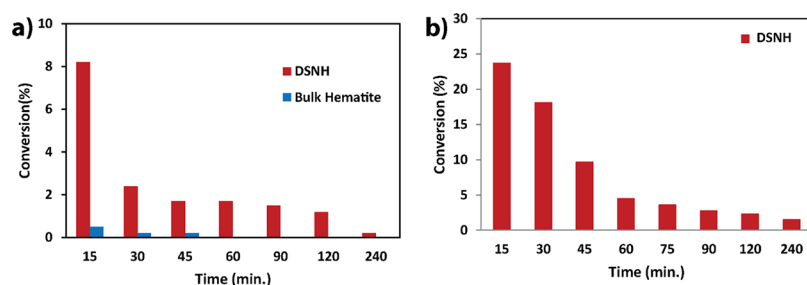 a)
10
8
6
4
2
0
Conversion(%)
DSNH
Bulk Hematite
15 30 45 60 90 120 240
Time (min.)
b)
30
25
20
15
10
5
0
Conversion (%)
DSNH
15 30 45 60 75 90 120 240
Time (min.)